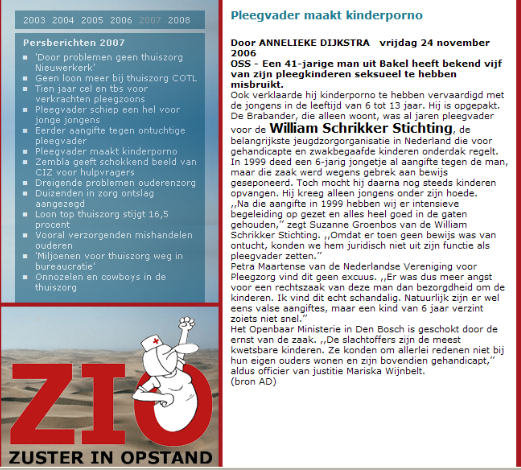 2003 2004 2005 2006 2007 2008
Persberichten 2007
'Door problemen geen thuiszorg
Nieuwerkerk'
Geen loon meer bij thuiszorg COTL
Tien jaar cel en tbs voor
verkrachten pleegzoons
Pleegvader schiep een hel voor
jonge jongens
Eerder aangifte tegen ontuchtige
pleegvader
Pleegvader maakt kinderporno
Zembla geeft schokkend beeld van
CIZ voor hulpvragers
Dreigende problemen ouderenzorg
Duizenden in zorg ontslag
aangezegd
Loon top thuiszorg stijgt 16,5
procent
Vooral verzorgenden mishandelen
ouderen
'Miljoenen voor thuiszorg weg in
bureaucratie'
Onnozelen en cowboys in de
thuiszorg
ZIO
ZUSTER IN OPSTAND
Pleegvader maakt kinderporno
Door ANNELIEKE DIJKSTRA vrijdag 24 november
2006
OSS - Een 41-jarige man uit Bakel heeft bekend vijf
van zijn pleegkinderen seksueel te hebben
misbruikt.
Ook verklaarde hij kinderporno te hebben vervaardigd met
de jongens in de leeftijd van 6 tot 13 jaar. Hij is opgepakt.
De Brabander, die alleen woont, was al jaren pleegvader
voor de William Schrikker Stichting, de
belangrijkste jeugdzorgorganisatie in Nederland die voor
gehandicapte en zwakbegaafde kinderen onderdak regelt.
In 1999 deed een 6-jarig jongetje al aangifte tegen de man,
maar die zaak werd wegens gebrek aan bewijs
geseponeerd. Toch mocht hij daarna nog steeds kinderen
opvangen. Hij kreeg alleen jongens onder zijn hoede.
,,Na die aangifte in 1999 hebben wij er intensieve
begeleiding op gezet en alles heel goed in de gaten
gehouden,'' zegt Suzanne Groenbos van de William
Schrikker Stichting. ,,Omdat er toen geen bewijs was van
ontucht, konden we hem juridisch niet uit zijn functie als
pleegvader zetten.''
Petra Maartense van de Nederlandse Vereniging voor
Pleegzorg vindt dit geen excuus. ,,Er was dus meer angst
voor een rechtszaak van deze man dan bezorgdheid om de
kinderen. Ik vind dit echt schandalig. Natuurlijk zijn er wel
eens valse aangiftes, maar een kind van 6 jaar verzint
zoiets niet snel.''
Het Openbaar Ministerie in Den Bosch is geschokt door de
ernst van de zaak. ,,De slachtoffers zijn de meest
kwetsbare kinderen. Ze konden om allerlei redenen niet bij
hun eigen ouders wonen en zijn bovendien gehandicapt,''
aldus officier van justitie Mariska Wijnbelt.
(bron AD)